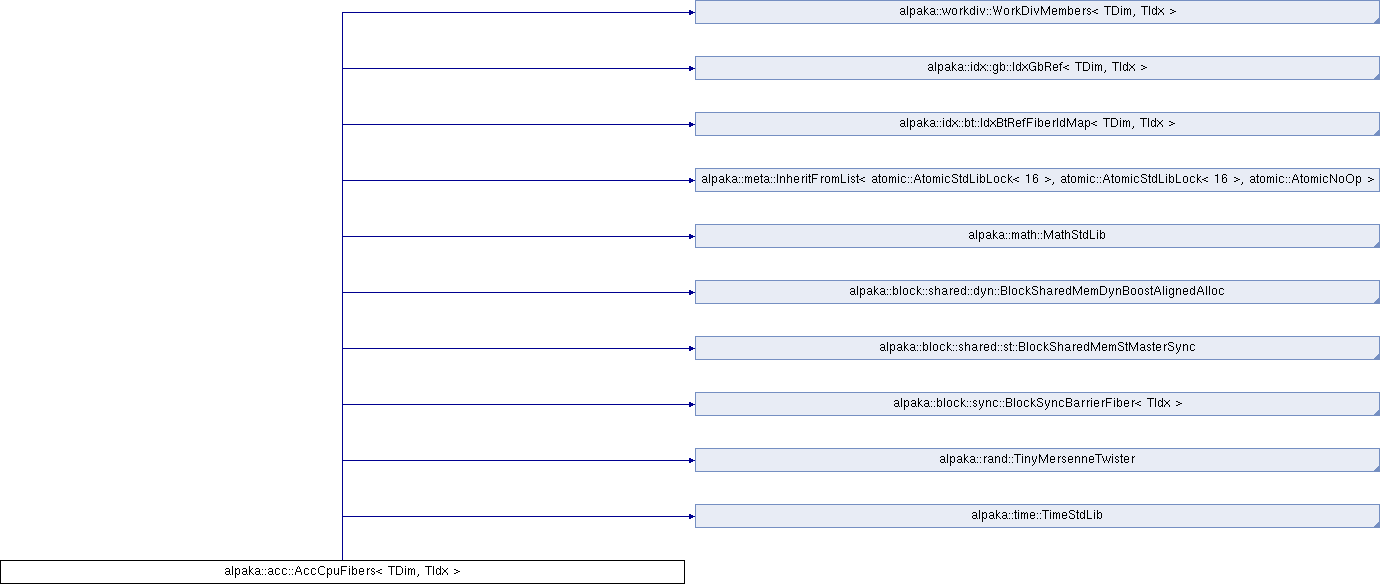 alpaka::workdiv::WorkDivMembers< TDim, TIdx >
alpaka::idx::gb::IdxGbRef< TDim, TIdx >
alpaka::idx::bt::IdxBtRefFiberIdMap< TDim, TIdx >
alpaka::meta::InheritFromList< atomic::AtomicStdLibLock< 16 >, atomic::AtomicStdLibLock< 16 >, atomic::AtomicNoOp >
alpaka::math::MathStdLib
alpaka::block::shared::dyn::BlockSharedMemDynBoostAlignedAlloc
alpaka::block::shared::st::BlockSharedMemStMasterSync
alpaka::block::sync::BlockSyncBarrierFiber< TIdx >
alpaka::rand::TinyMersenneTwister
alpaka::time::TimeStdLib
alpaka::acc::AccCpuFibers< TDim, TIdx >